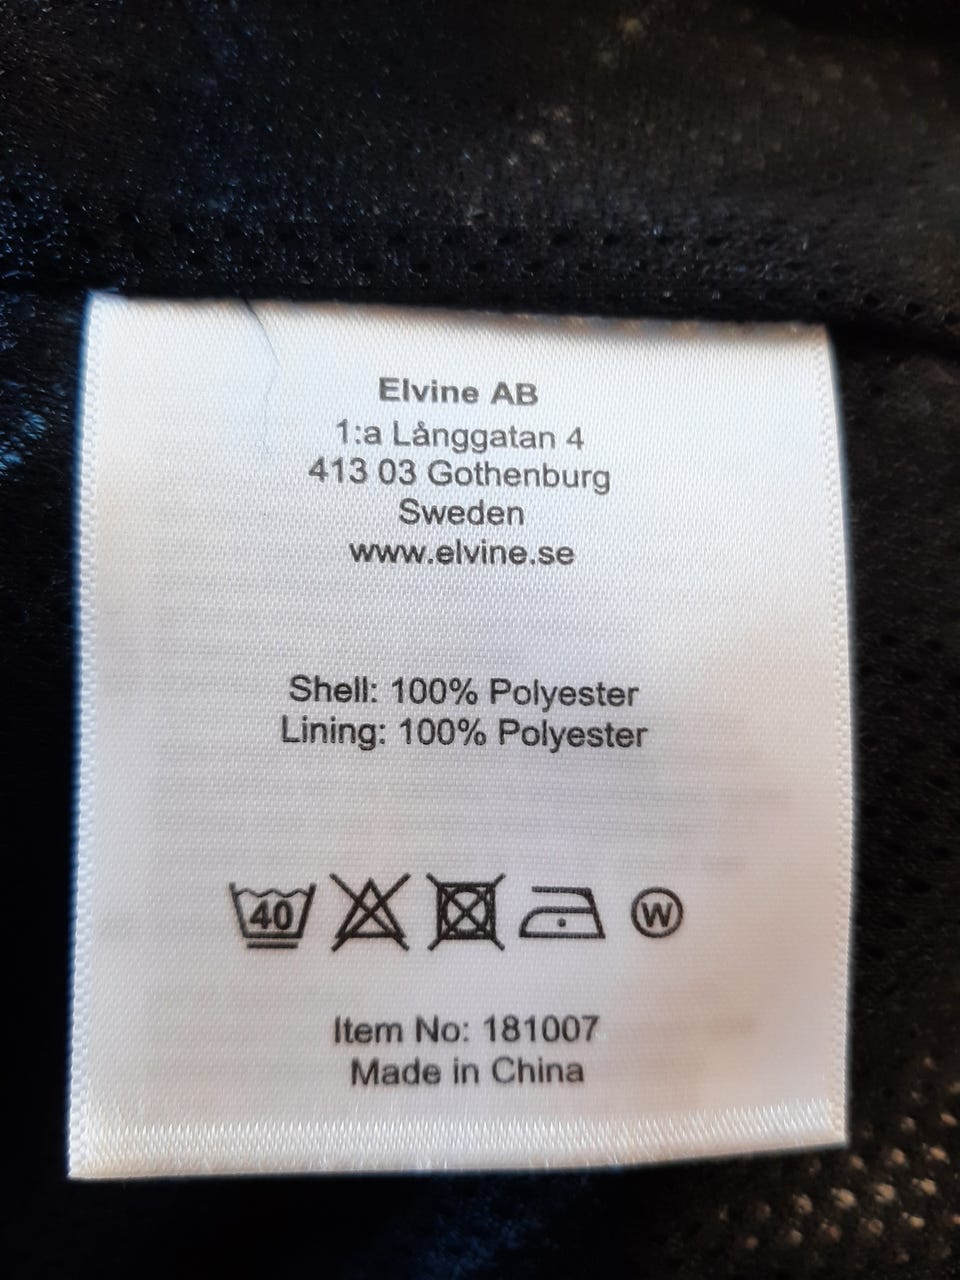 Elvine AB
1:a Långgatan 4
413 03 Gothenburg
Sweden
www.elvine.se
Shell: 100% Polyester
Lining: 100% Polyester
40 W
Item No: 181007
Made in China